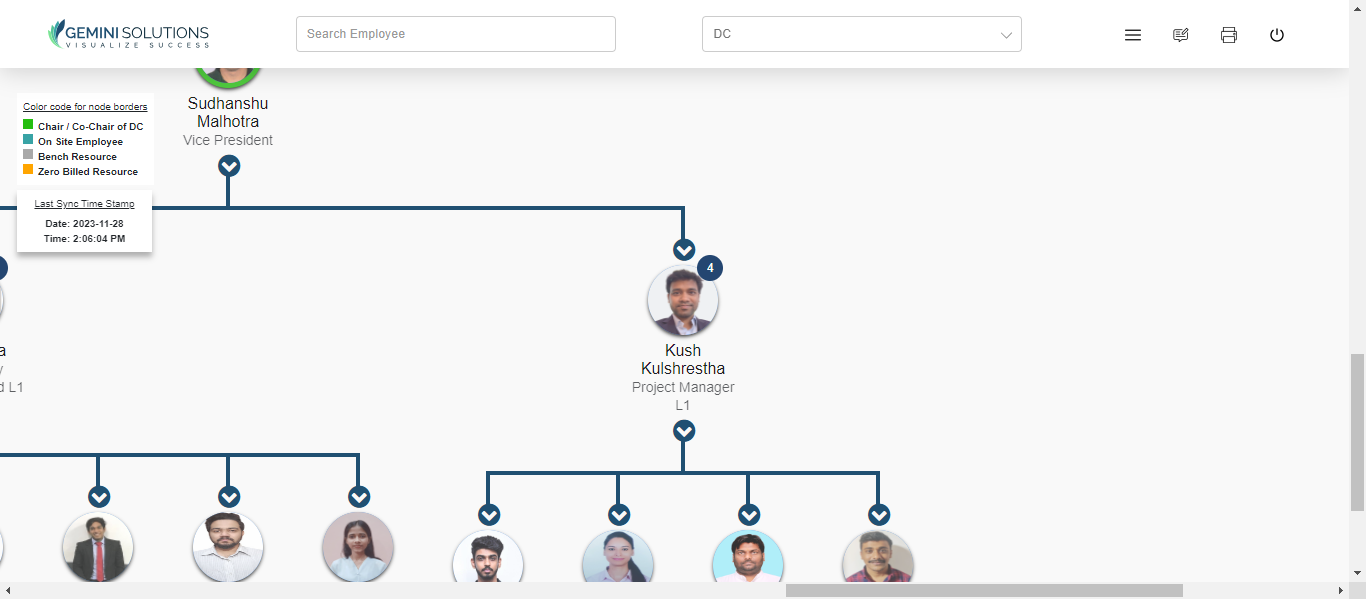 GEMINI SOLUTIONS
VISUALIZE SUCCESS
Search Employee
DC
Color code for node borders
Chair / Co-Chair of DC
On Site Employee
Bench Resource
Zero Billed Resource
Last Sync Time Stamp
Date: 2023-11-28
Time: 2:06:04 PM
Sudhanshu
Malhotra
Vice President
4
Kush
Kulshrestha
Project Manager
L1
a
y
d L1